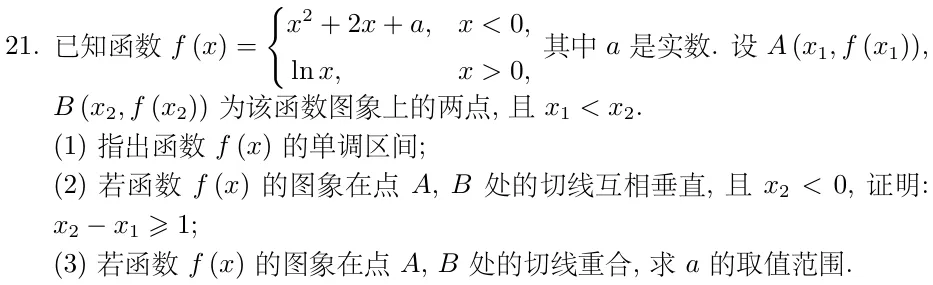 21. 已知函数 f (x) = { x² + 2x + a, x < 0, ln x, x > 0, 其中 a 是实数. 设 A (x₁, f (x₁)),
B (x₂, f (x₂)) 为该函数图象上的两点, 且 x₁ < x₂.
(1) 指出函数 f (x) 的单调区间;
(2) 若函数 f (x) 的图象在点 A, B 处的切线互相垂直, 且 x₂ < 0, 证明:
x₂ − x₁ ⩾ 1;
(3) 若函数 f (x) 的图象在点 A, B 处的切线重合, 求 a 的取值范围.